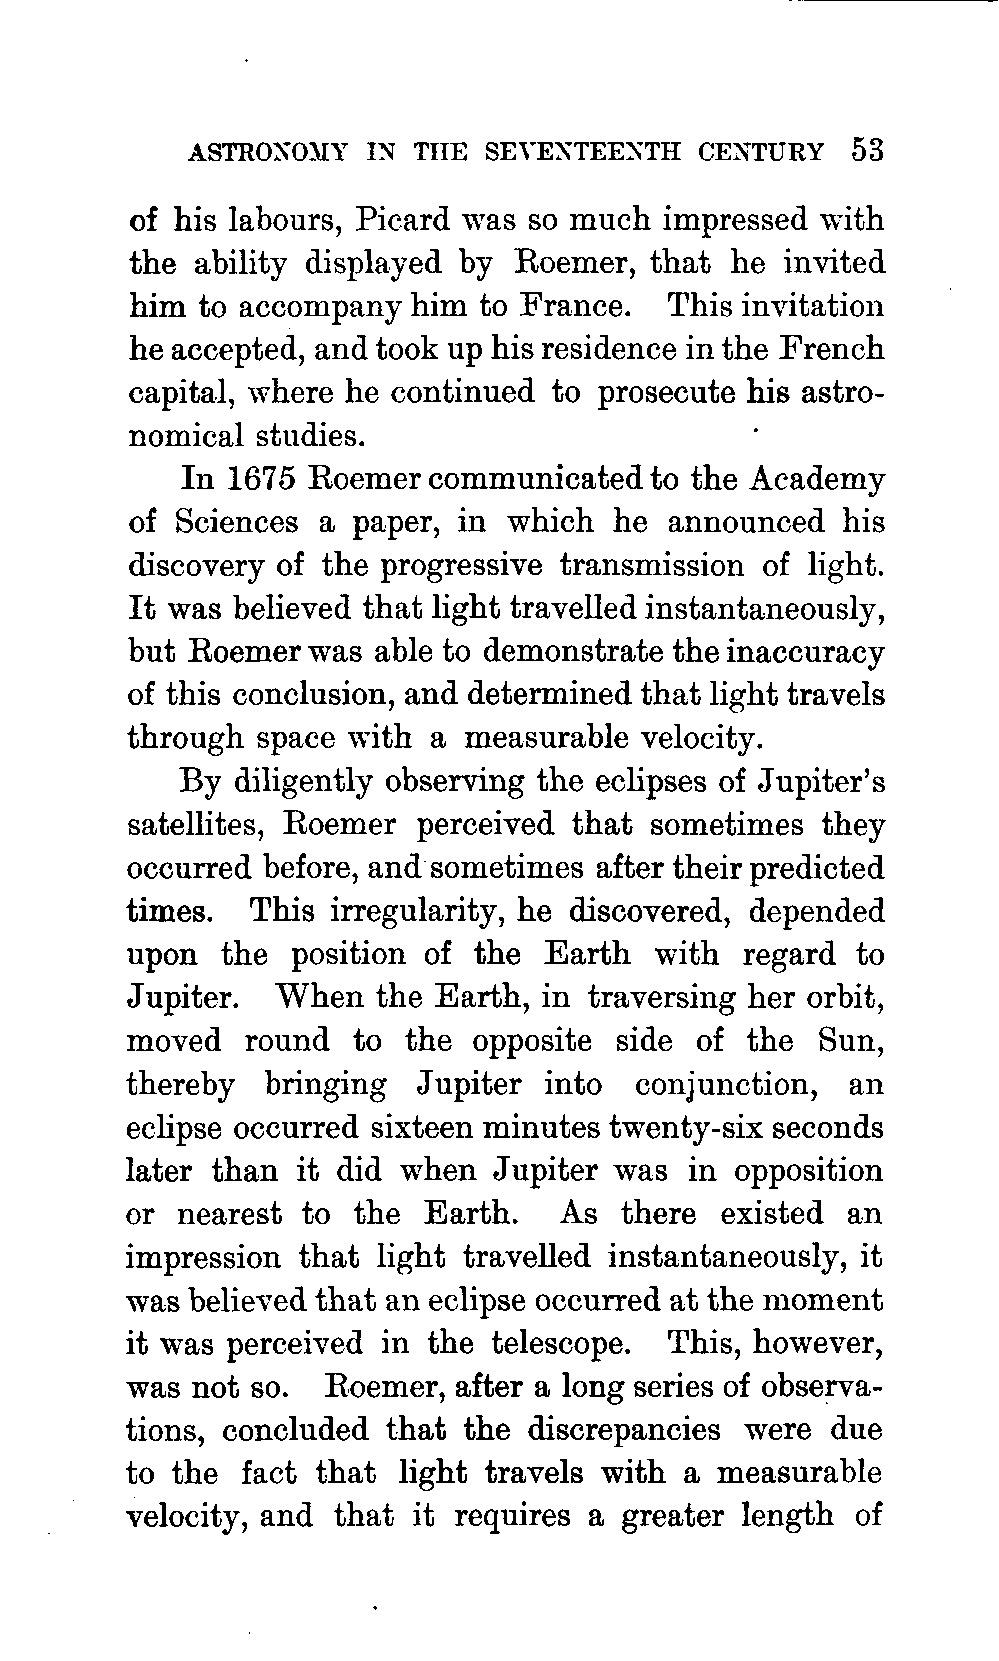 ASTRONOMY IN THE SEVENTEENTH CENTURY 53
of his labours, Picard was so much impressed with
the ability displayed by Roemer, that he invited
him to accompany him to France. This invitation
he accepted, and took up his residence in the French
capital, where he continued to prosecute his astro-
nomical studies.
In 1675 Roemer communicated to the Academy
of Sciences a paper, in which he announced his
discovery of the progressive transmission of light.
It was believed that light travelled instantaneously,
but Roemer was able to demonstrate the inaccuracy
of this conclusion, and determined that light travels
through space with a measurable velocity.
By diligently observing the eclipses of Jupiter's
satellites, Roemer perceived that sometimes they
occurred before, and sometimes after their predicted
times. This irregularity, he discovered, depended
upon the position of the Earth with regard to
Jupiter. When the Earth, in traversing her orbit,
moved round to the opposite side of the Sun,
thereby bringing Jupiter into conjunction, an
eclipse occurred sixteen minutes twenty-six seconds
later than it did when Jupiter was in opposition
or nearest to the Earth. As there existed an
impression that light travelled instantaneously, it
was believed that an eclipse occurred at the moment
it was perceived in the telescope. This, however,
was not so. Roemer, after a long series of observa-
tions, concluded that the discrepancies were due
to the fact that light travels with a measurable
velocity, and that it requires a greater length of